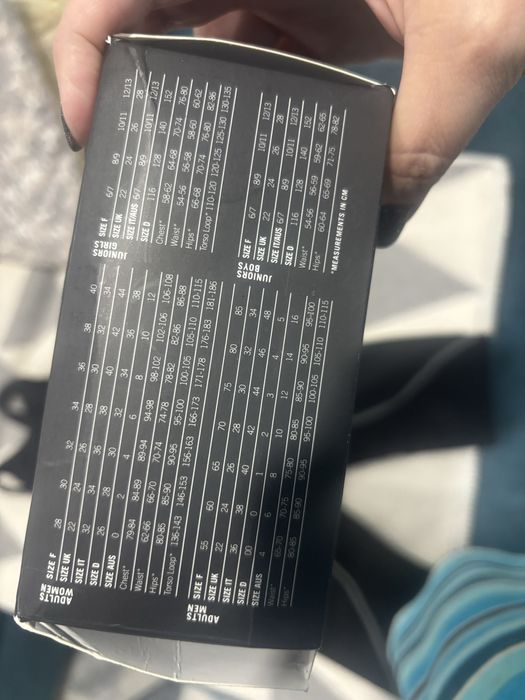 ADULTS
WOMEN
SIZE F 28 30 32 34 36 38 40
SIZE UK 22 24 26 28 30 32 34
SIZE IT 32 34 36 38 40 42 44
SIZE D 26 28 30 32 34 36 38
SIZE AUS 0 2 4 6 8 10 12
Chest* 79-84 84-89 89-94 94-98 98-102 102-106 106-108
Waist* 62-66 66-70 70-74 74-78 78-82 82-86 86-88
Hips* 80-85 85-90 90-95 95-100 100-105 105-110 110-115
Torso Loop* 136-143 146-153 156-163 166-173 171-178 176-183 181-186
ADULTS
MEN
SIZE F 55 60 65 70 75 80 85
SIZE UK 22 24 26 28 30 32 34
SIZE IT 36 38 40 42 44 46 48
SIZE D 00 0 1 2 3 4 5
SIZE AUS 4 6 8 10 12 14 16
Waist* 65-70 70-75 75-80 80-85 85-90 90-95 95-100
Hips* 80-85 85-90 90-95 95-100 100-105 105-110 110-115
JUNIORS
GIRLS
SIZE F 6/7 8/9 10/11 12/13
SIZE UK 22 24 26 28
SIZE IT/AUS 6/7 8/9 10/11 12/13
SIZE D 116 128 140 152
Chest* 58-62 64-68 70-74 76-80
Waist* 54-56 56-58 58-60 60-62
Hips* 66-68 70-74 76-80 82-86
Torso Loop* 110-120 120-125 125-130 130-135
JUNIORS
BOYS
SIZE F 6/7 8/9 10/11 12/13
SIZE UK 22 24 26 28
SIZE IT/AUS 6/7 8/9 10/11 12/13
SIZE D 116 128 140 152
Waist* 54-56 56-59 59-62 62-65
Hips* 60-64 65-69 71-75 78-82
*MEASUREMENTS IN CM